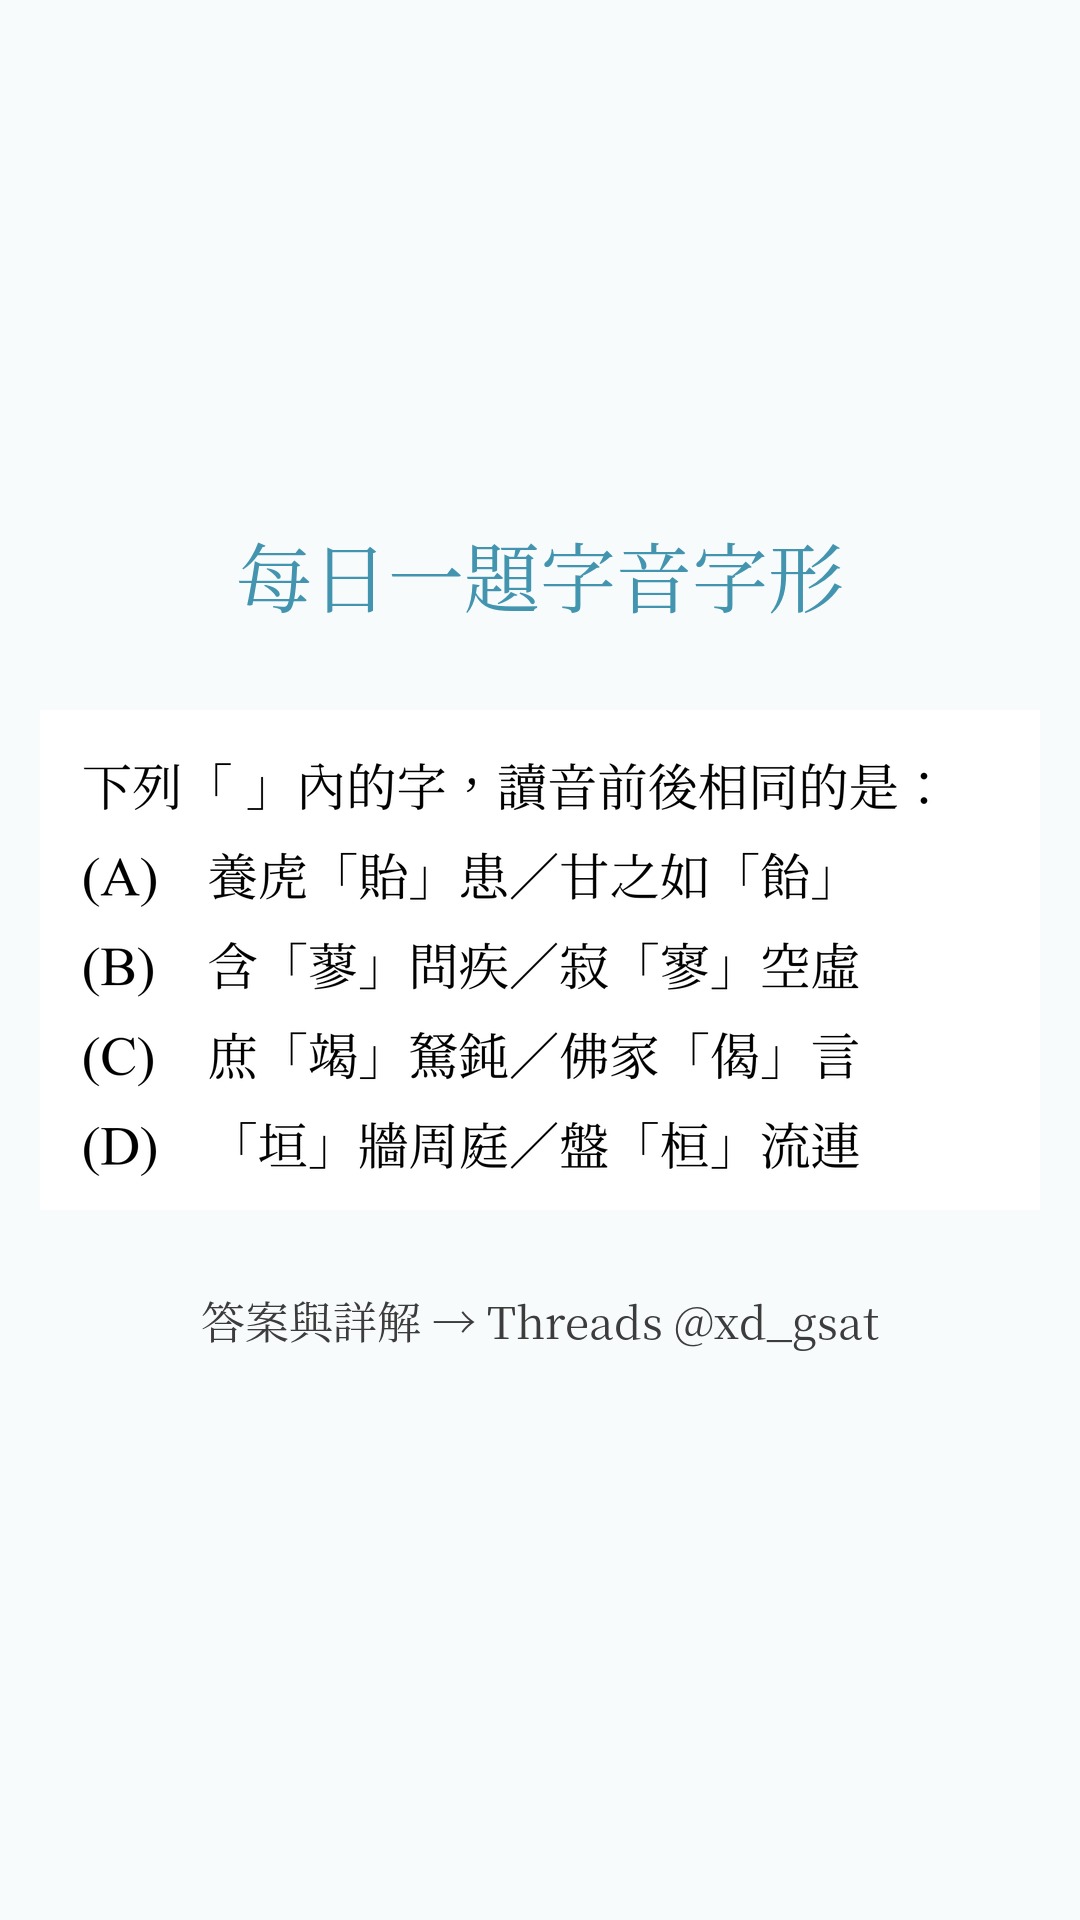 每日一題字音字形
下列「 」內的字，讀音前後相同的是：
(A) 養虎「貽」患／甘之如「飴」
(B) 含「蓼」問疾／寂「寥」空虛
(C) 庶「竭」駑鈍／佛家「偈」言
(D) 「垣」牆周庭／盤「桓」流連
答案與詳解 → Threads @xd_gsat